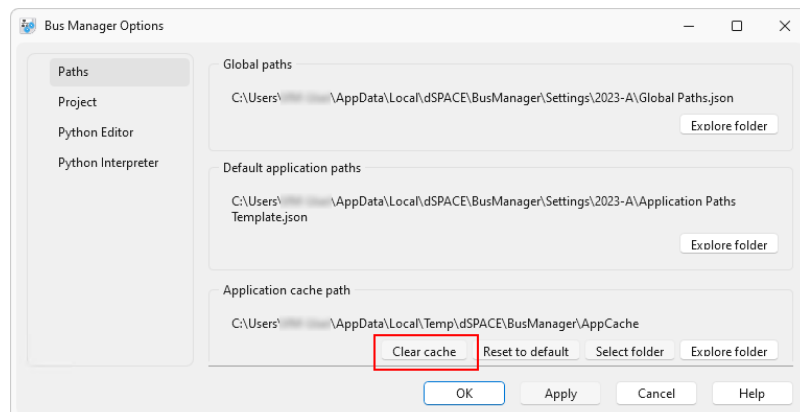 Bus Manager Options
Paths
Project
Python Editor
Python Interpreter
Global paths
C:\Users\ \AppData\Local\dSPACE\BusManager\Settings\2023-A\Global Paths.json
Explore folder
Default application paths
C:\Users\ \AppData\Local\dSPACE\BusManager\Settings\2023-A\Application Paths
Template.json
Explore folder
Application cache path
C:\Users\ \AppData\Local\Temp\dSPACE\BusManager\AppCache
Clear cache Reset to default Select folder Explore folder
OK Apply Cancel Help